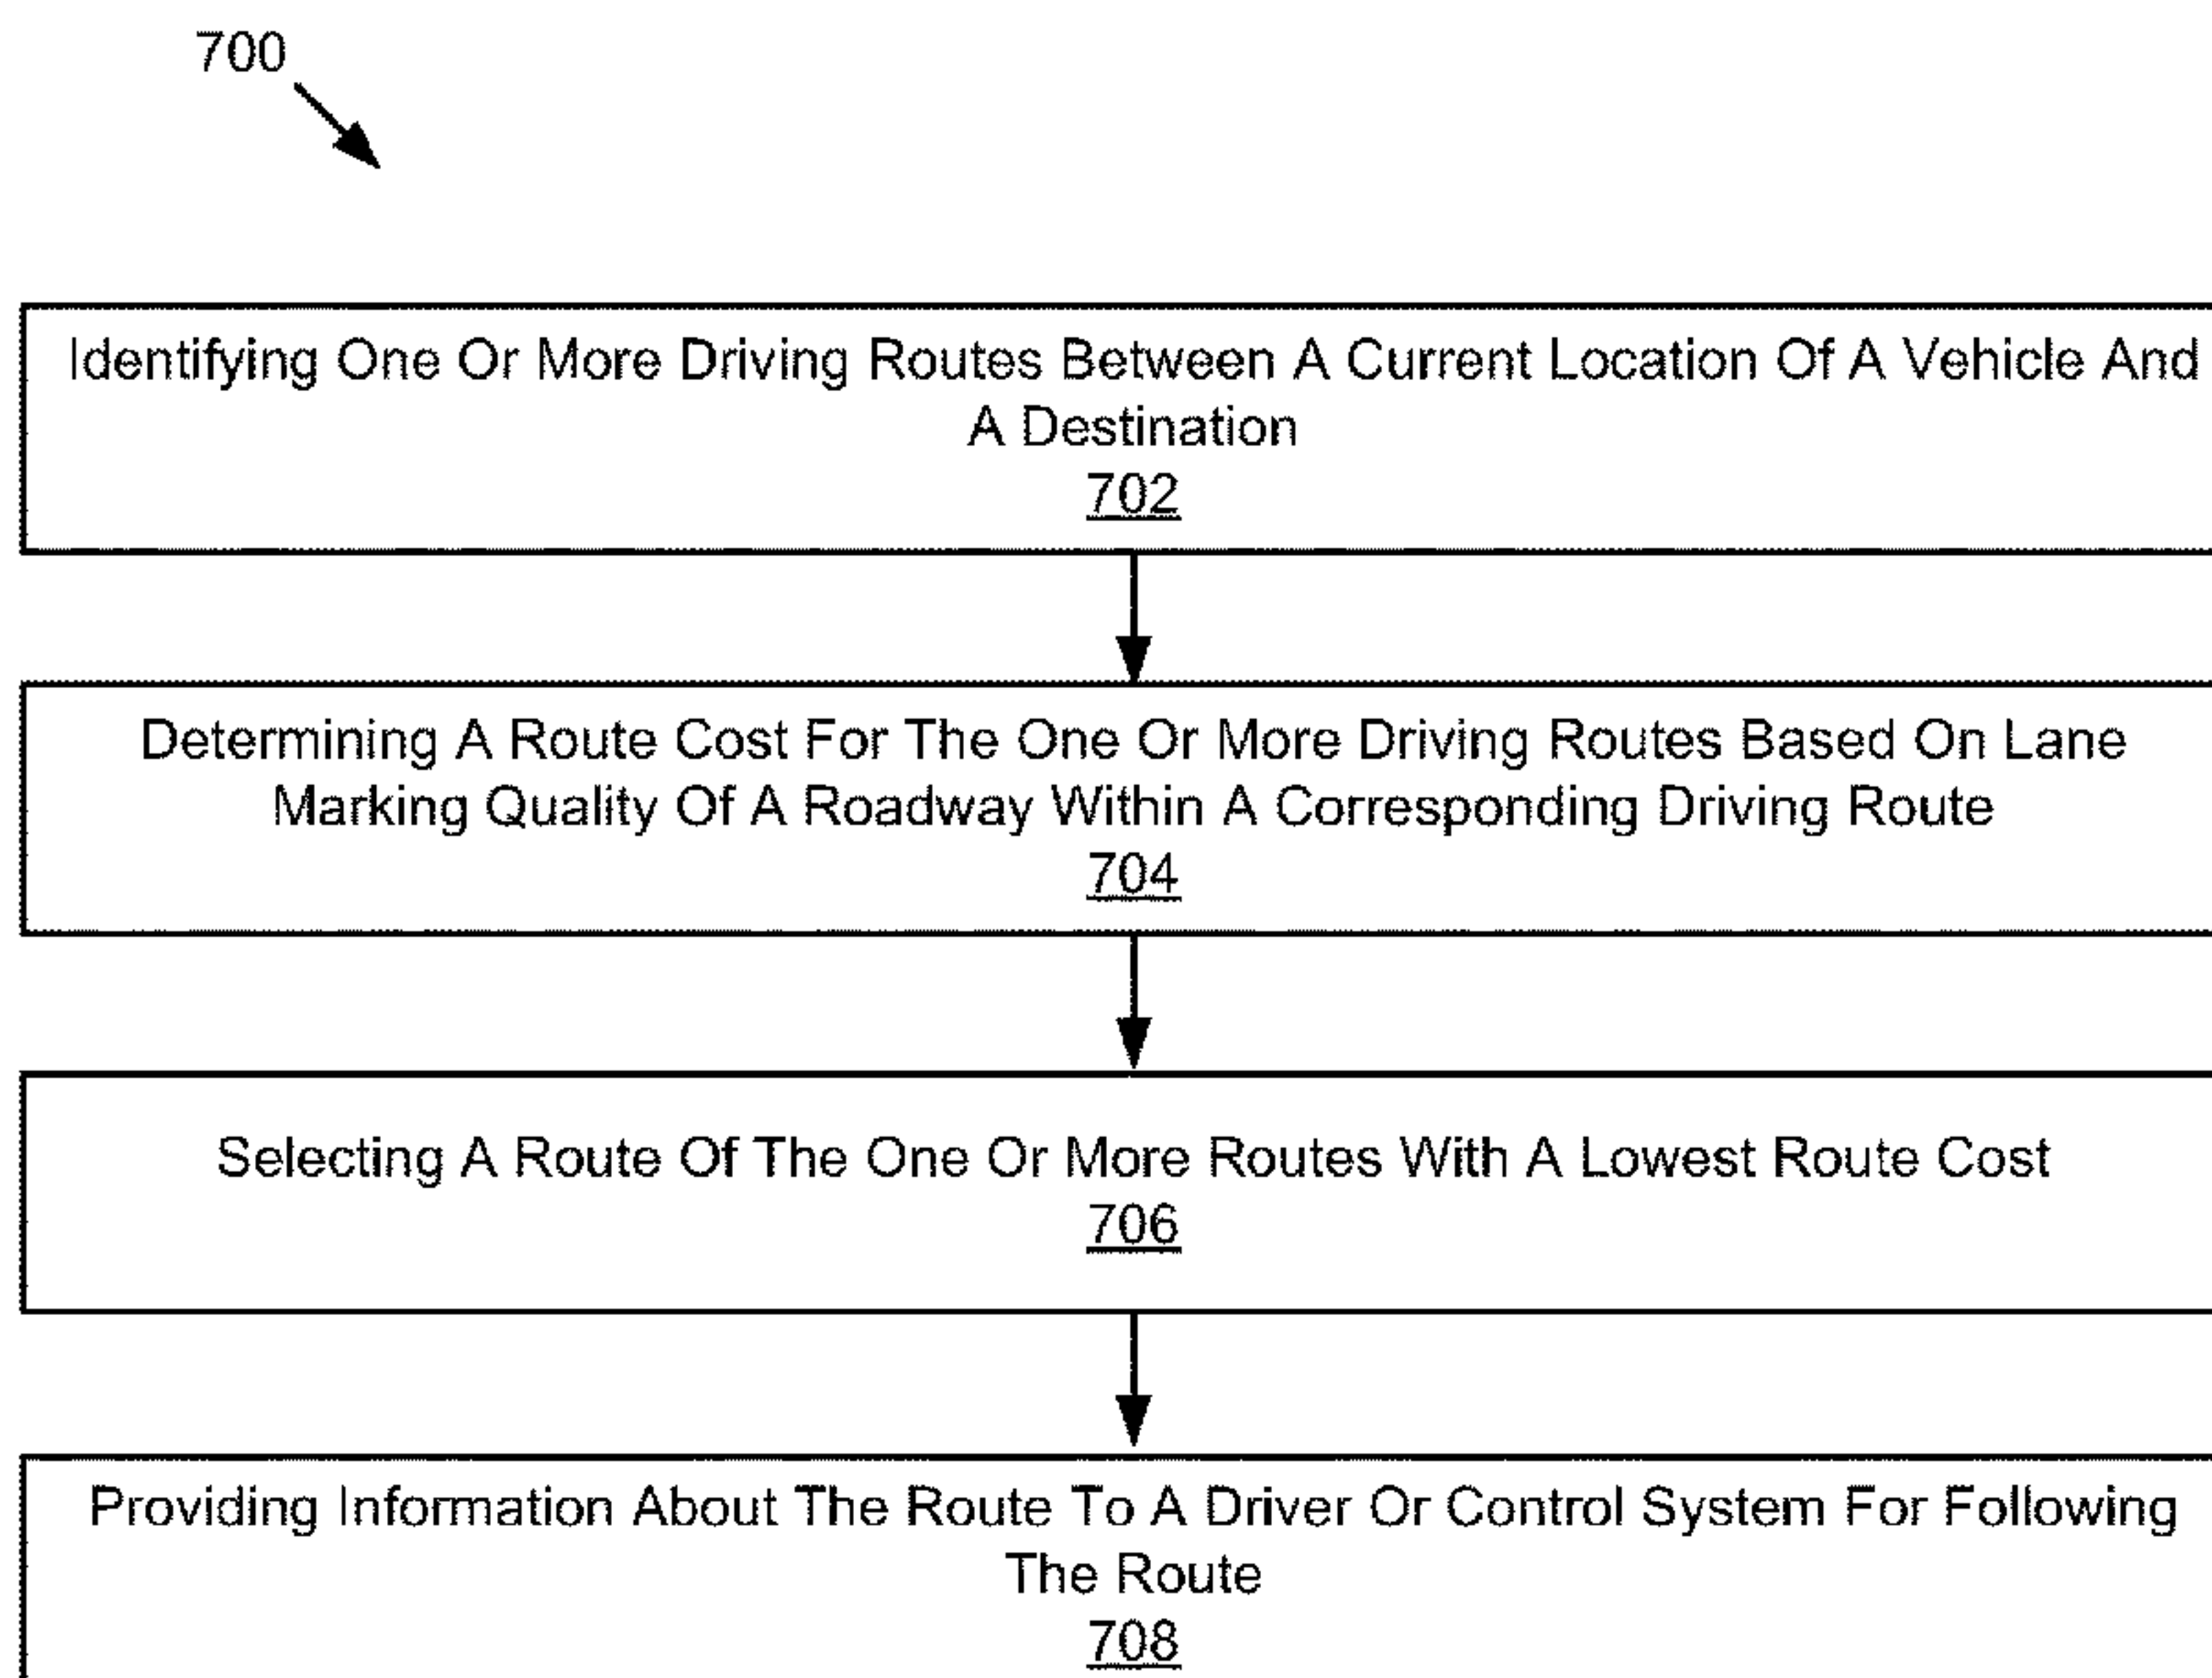 700
Identifying One Or More Driving Routes Between A Current Location Of A Vehicle And
A Destination
702
Determining A Route Cost For The One Or More Driving Routes Based On Lane
Marking Quality Of A Roadway Within A Corresponding Driving Route
704
Selecting A Route Of The One Or More Routes With A Lowest Route Cost
706
Providing Information About The Route To A Driver Or Control System For Following
The Route
708